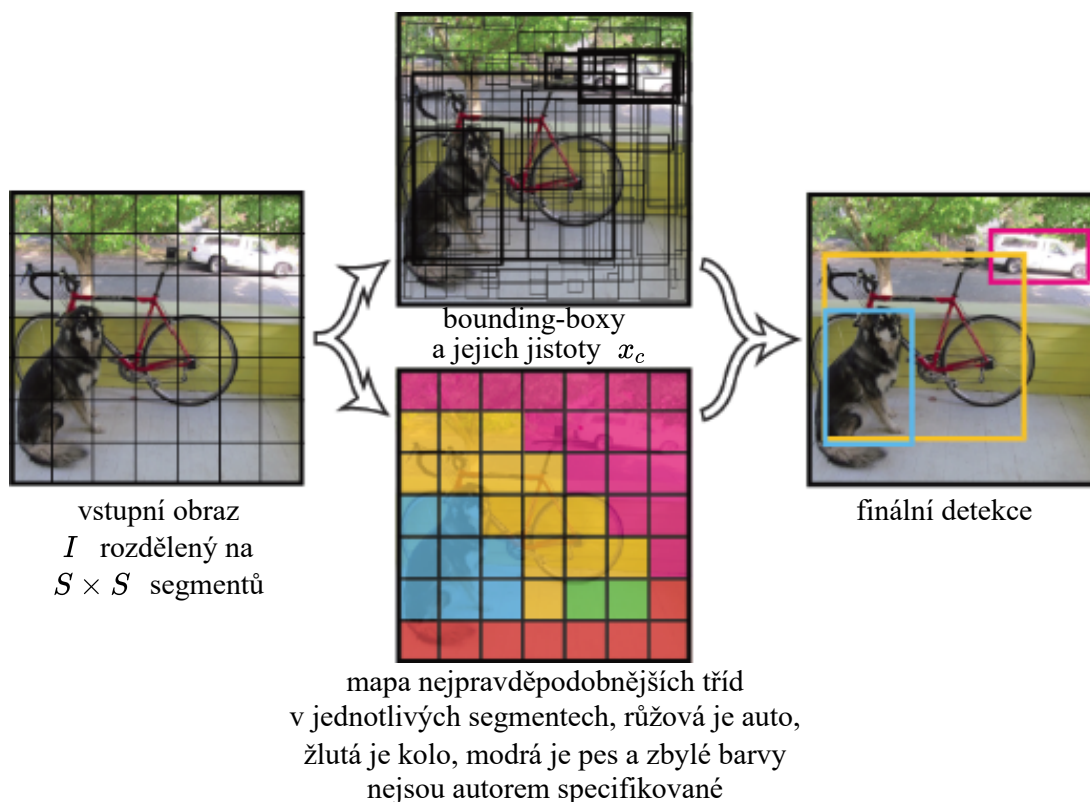 bounding-boxy
a jejich jistoty x_c
vstupní obraz
I rozdělený na
S × S segmentů
finální detekce
mapa nejpravděpodobnějších tříd
v jednotlivých segmentech, růžová je auto,
žlutá je kolo, modrá je pes a zbylé barvy
nejsou autorem specifikované